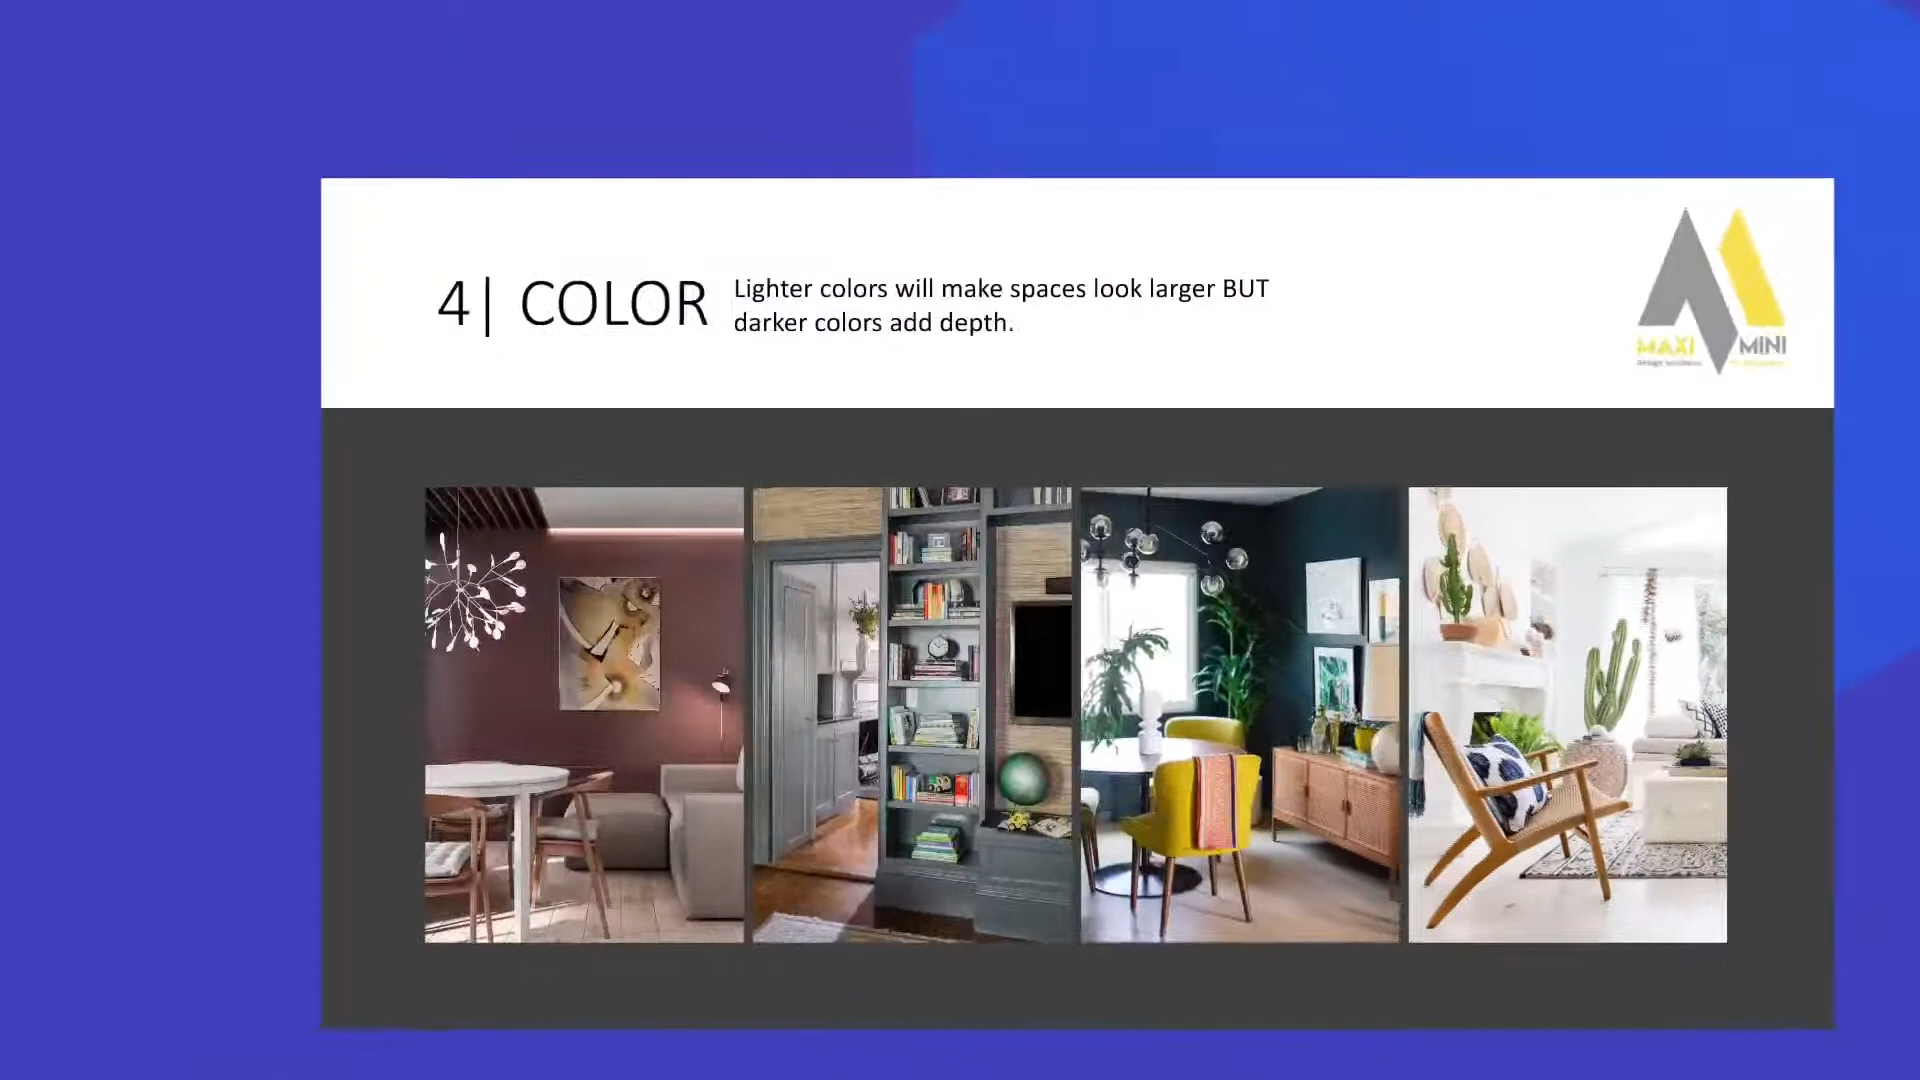 4| COLOR
Lighter colors will make spaces look larger BUT
darker colors add depth.
MAXI MINI